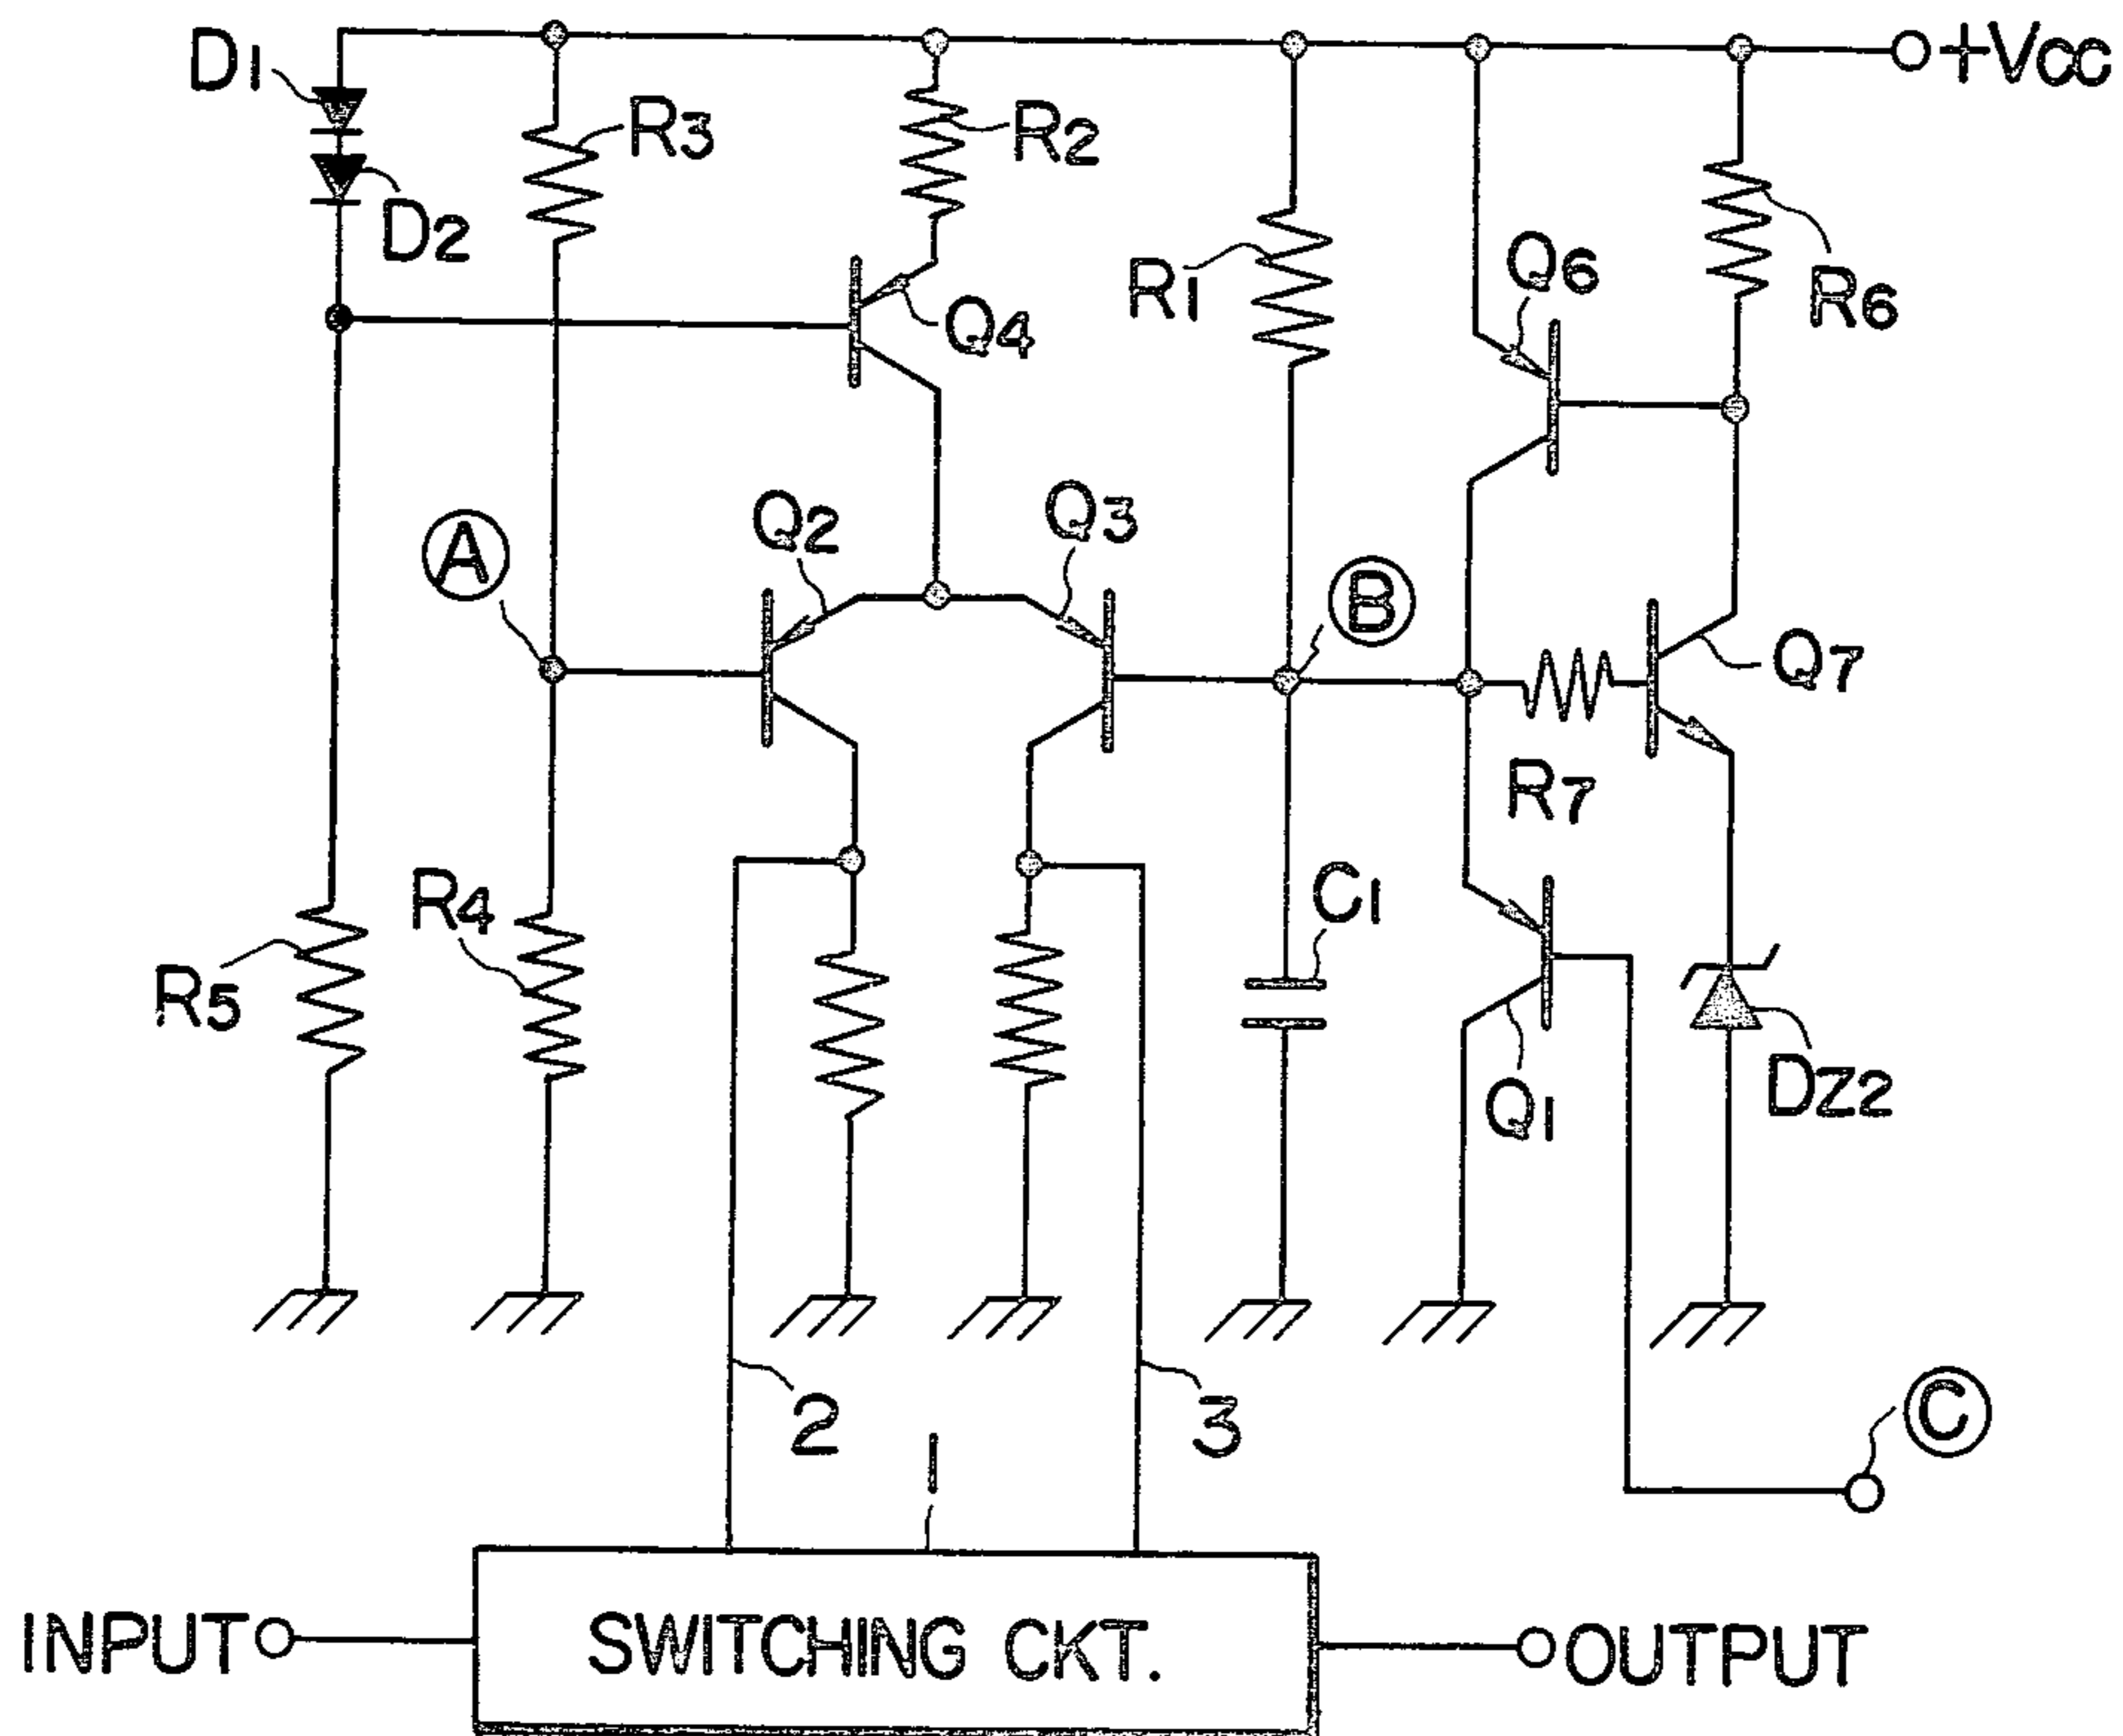 D1
+Vcc
R3
R2
D2
Q6
R1
R6
Q4
Q2
Q3
A
B
Q7
R7
R4
C1
R5
Q1
DZ2
2
3
C
1
INPUT
SWITCHING CKT.
OUTPUT